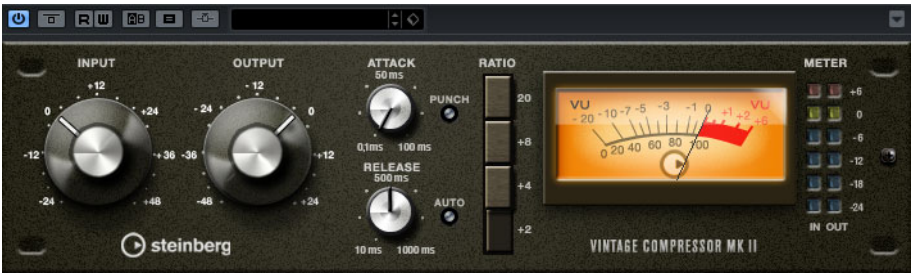 R W A B
INPUT OUTPUT ATTACK RATIO METER
+12 - 12 50 ms
0 +24 - 24 0 PUNCH 20 +6
VU - 20 -10 -7 -5 -3 -1 0 +1 +2 +6 VU
0
-12 +36 -36 +12 0,1ms 100 ms +8 -6
0 20 40 60 80 100
RELEASE -12
500 ms
-24 +48 -48 +24 AUTO +4 -18
-24
+2 IN OUT
10 ms 1000 ms
steinberg VINTAGE COMPRESSOR MK II